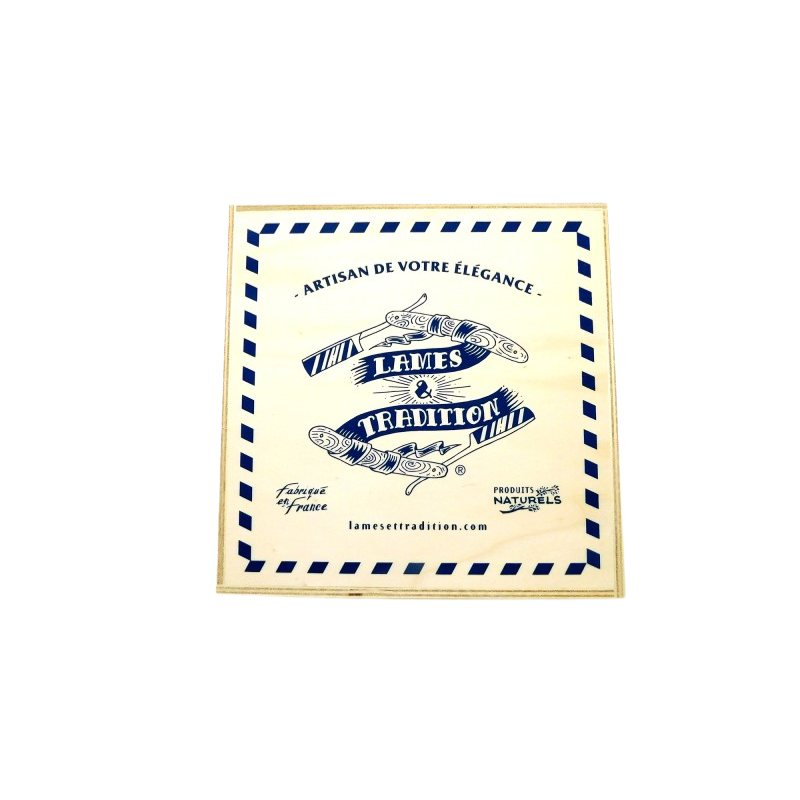 - ARTISAN DE VOTRE ÉLÉGANCE -
LAMES
&
TRADITION
®
Fabriqué
en France
PRODUITS
NATURELS
lamesettradition.com